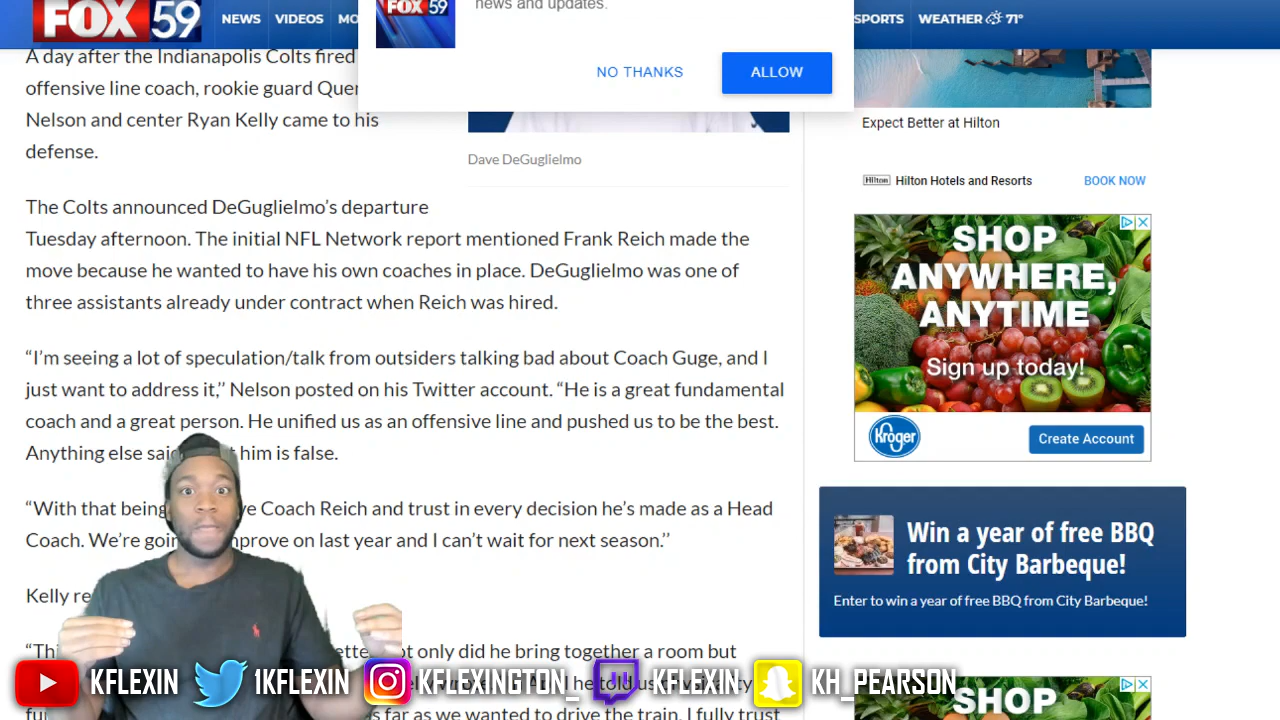 FOX 59 NEWS VIDEOS MO
news and updates.
SPORTS WEATHER 71°
NO THANKS ALLOW
FOX 59
A day after the Indianapolis Colts fired
offensive line coach, rookie guard
Nelson and center Ryan Kelly came to his
defense.
Dave DeGuglielmo
The Colts announced DeGuglielmo’s departure
Tuesday afternoon. The initial NFL Network report mentioned Frank Reich made the
move because he wanted to have his own coaches in place. DeGuglielmo was one of
three assistants already under contract when Reich was hired.
“I’m seeing a lot of speculation/talk from outsiders talking bad about Coach Guge, and I
just want to address it,’’ Nelson posted on his Twitter account. “He is a great fundamental
coach and a great person. He unified us as an offensive line and pushed us to be the best.
Anything else said him is false.
“With that being Coach Reich and trust in every decision he’s made as a Head
Coach. We’re last year and I can’t wait for next season.’’
Kelly
not only did he bring together a room but
he told us
as far as we wanted to drive the train. I fully trust
Expect Better at Hilton
Hilton Hilton Hotels and Resorts BOOK NOW
SHOP
ANYWHERE,
ANYTIME
Sign up today!
Kroger Create Account
Win a year of free BBQ
from City Barbeque!
Enter to win a year of free BBQ from City Barbeque!
SHOP
KFLEXIN 1KFLEXIN KFLEXINGTON_ KFLEXIN KH_PEARSON